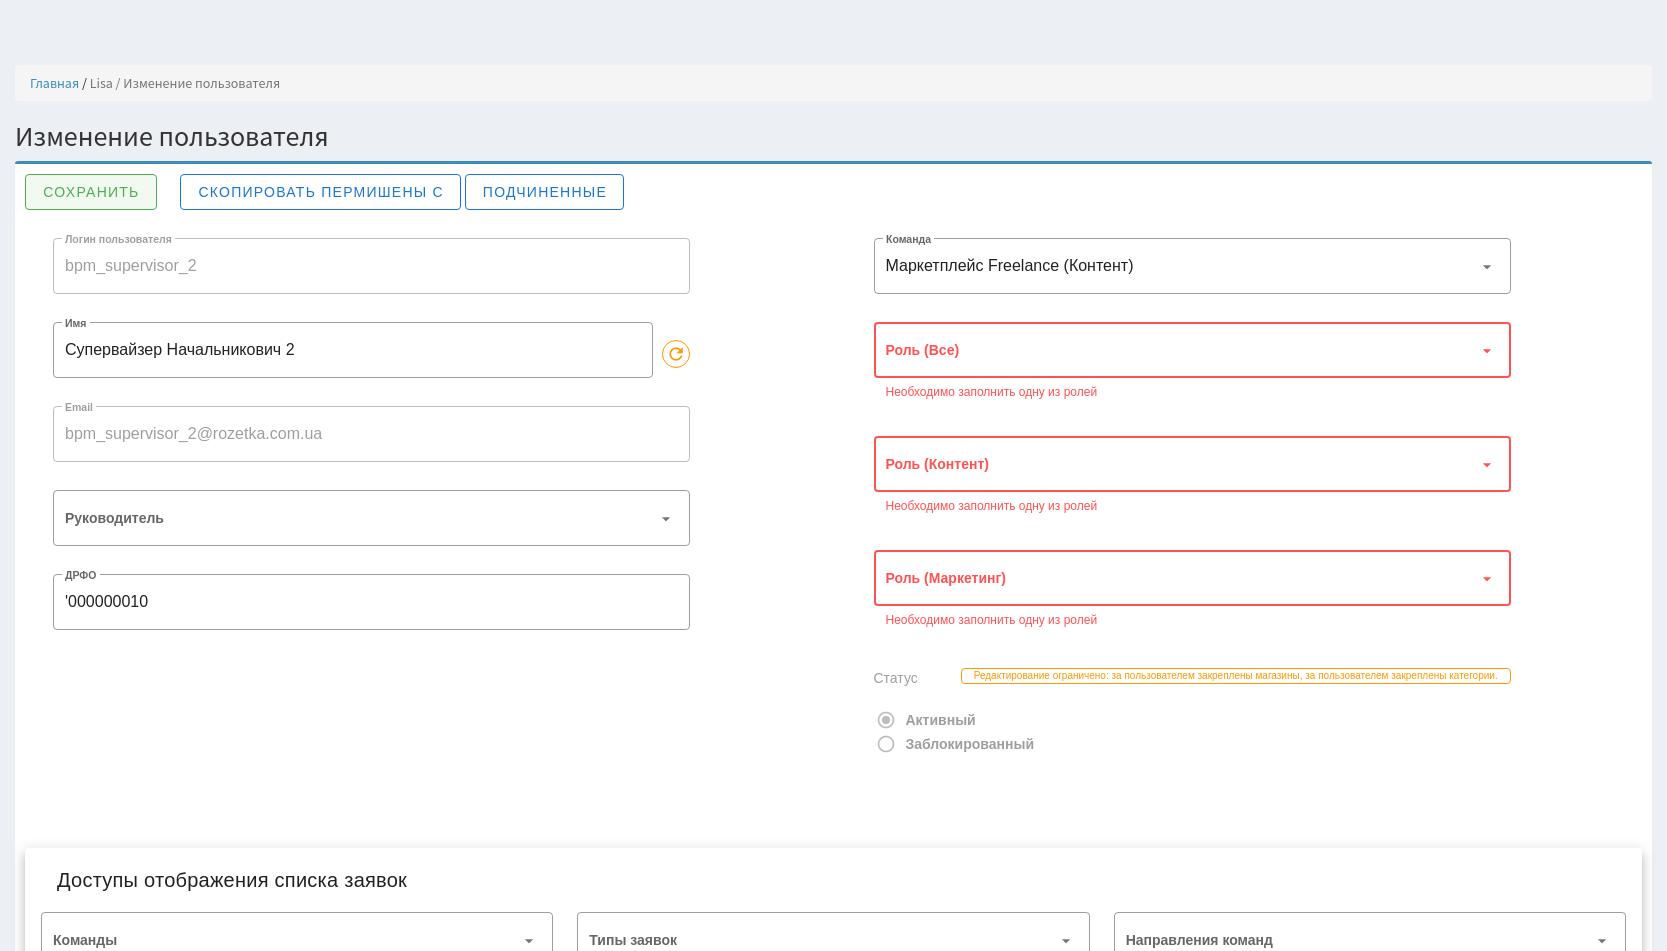 Главная / Lisa / Изменение пользователя
Изменение пользователя
СОХРАНИТЬ
СКОПИРОВАТЬ ПЕРМИШЕНЫ С
ПОДЧИНЕННЫЕ
Логин пользователя
bpm_supervisor_2
Имя
Супервайзер Начальникович 2
Email
bpm_supervisor_2@rozetka.com.ua
Руководитель
ДРФО
'000000010
Команда
Маркетплейс Freelance (Контент)
Роль (Все)
Необходимо заполнить одну из ролей
Роль (Контент)
Необходимо заполнить одну из ролей
Роль (Маркетинг)
Необходимо заполнить одну из ролей
Статус
Редактирование ограничено: за пользователем закреплены магазины, за пользователем закреплены категории.
Активный
Заблокированный
Доступы отображения списка заявок
Команды
Типы заявок
Направления команд